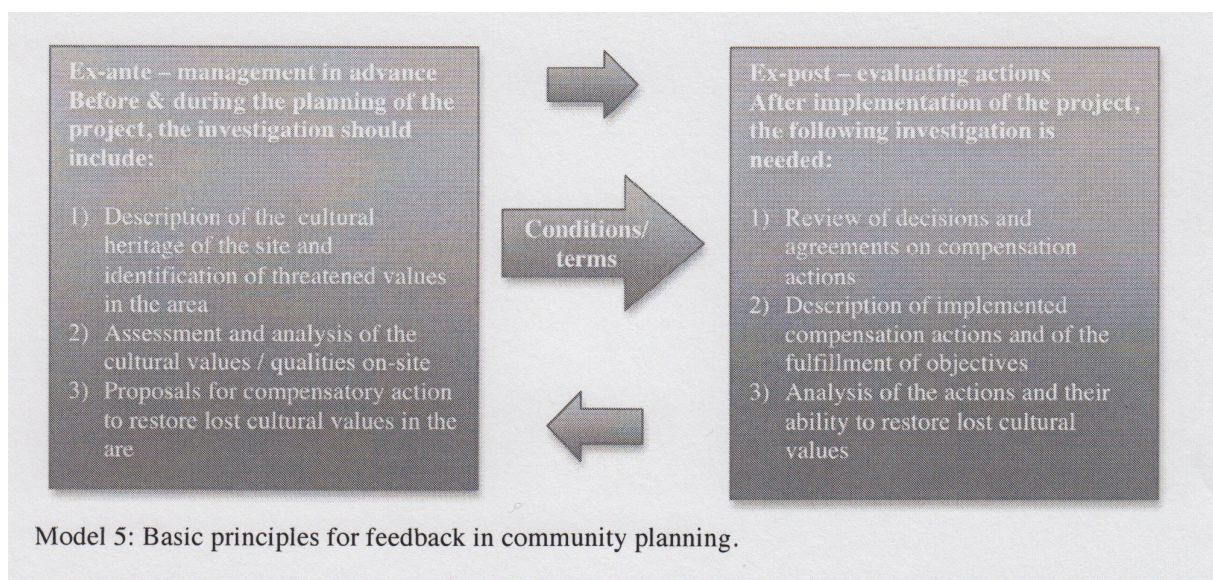 Ex-ante – management in advance
Before & during the planning of the
project, the investigation should
include:
1) Description of the cultural
heritage of the site and
identification of threatened values
in the area
2) Assessment and analysis of the
cultural values / qualities on-site
3) Proposals for compensatory action
to restore lost cultural values in the
are
Conditions/
terms
Ex-post – evaluating actions
After implementation of the project,
the following investigation is
needed:
1) Review of decisions and
agreements on compensation
actions
2) Description of implemented
compensation actions and of the
fulfillment of objectives
3) Analysis of the actions and their
ability to restore lost cultural
values
Model 5: Basic principles for feedback in community planning.